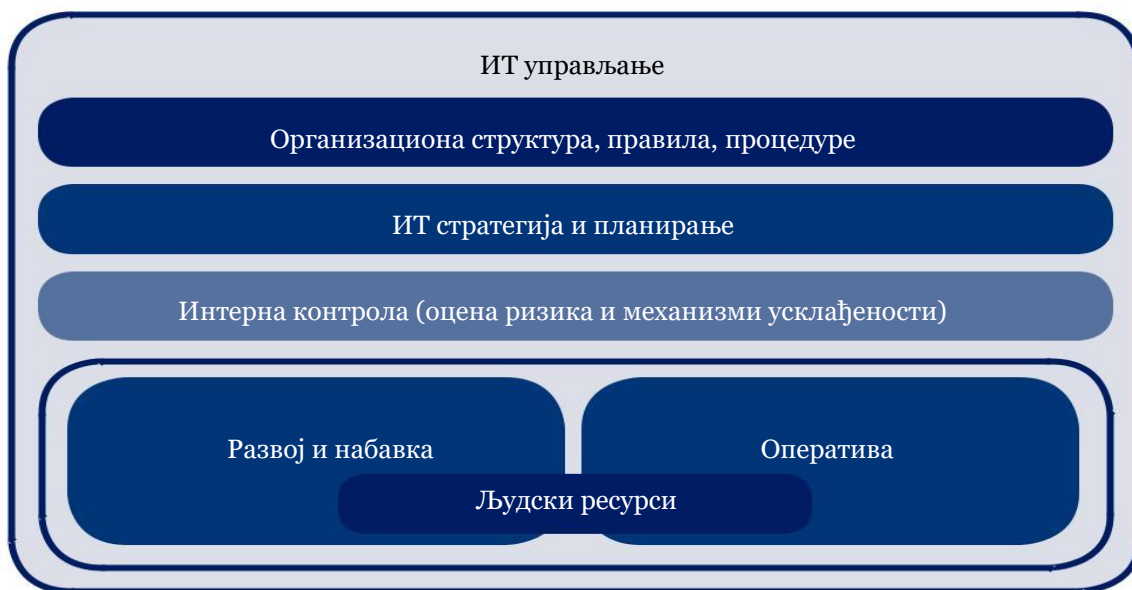 ИТ управљање
Организациона структура, правила, процедуре
ИТ стратегија и планирање
Интерна контрола (оцена ризика и механизми усклађености)
Развој и набавка
Оператива
Људски ресурси